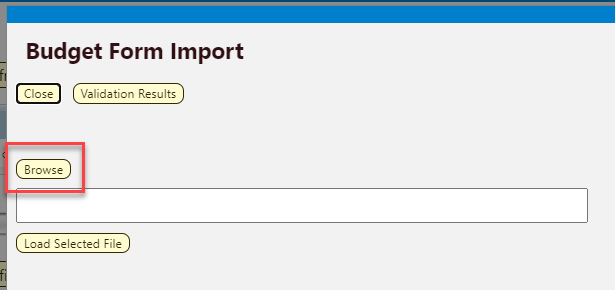 Budget Form Import
Close Validation Results
Browse
Load Selected File